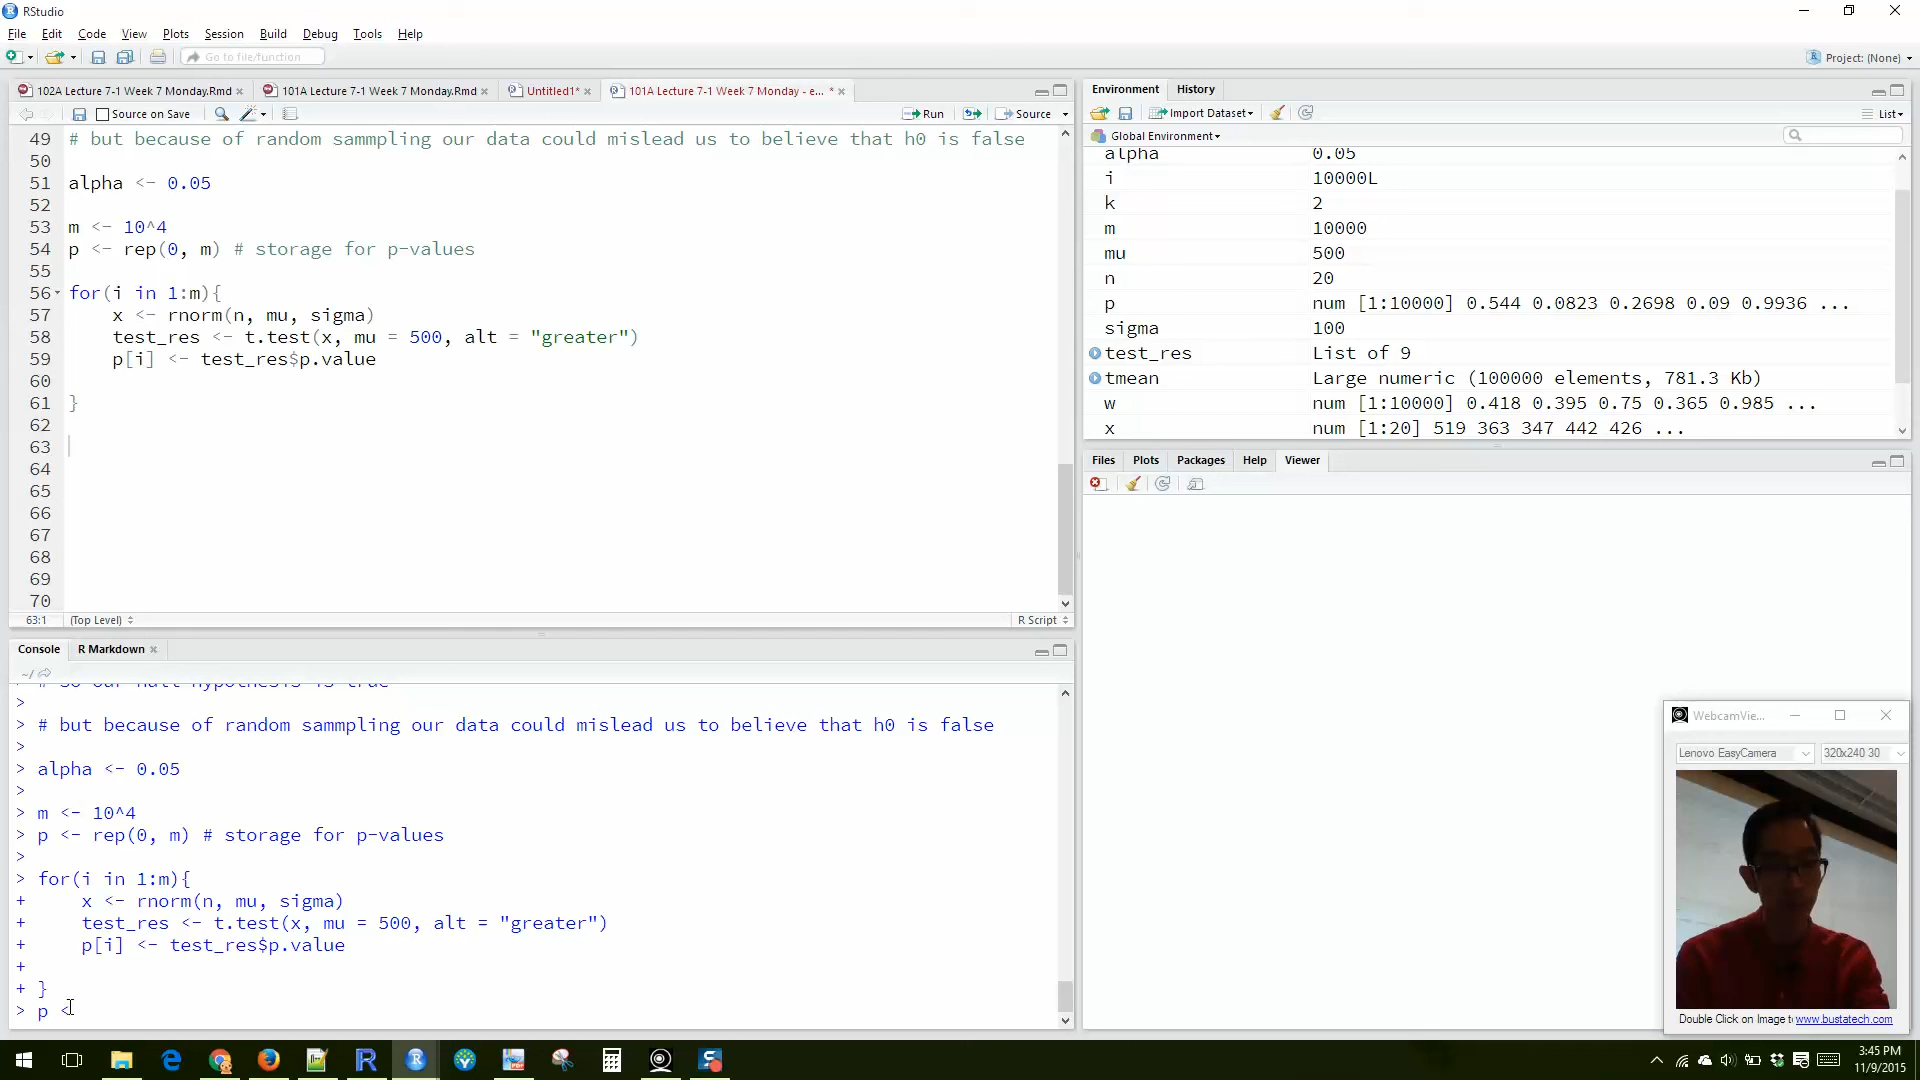 RStudio
File Edit Code View Plots Session Build Debug Tools Help
Go to file/function
Project: (None)
102A Lecture 7-1 Week 7 Monday.Rmd
101A Lecture 7-1 Week 7 Monday.Rmd
Untitled1*
101A Lecture 7-1 Week 7 Monday - e... *
Source on Save
Run
Source
49 # but because of random sammpling our data could mislead us to believe that h0 is false
50
51 alpha <- 0.05
52
53 m <- 10^4
54 p <- rep(0, m) # storage for p-values
55
56 for(i in 1:m){
57 x <- rnorm(n, mu, sigma)
58 test_res <- t.test(x, mu = 500, alt = "greater")
59 p[i] <- test_res$p.value
60
61 }
62
63
64
65
66
67
68
69
70
63:1 (Top Level) R Script
Console R Markdown
~/
>
> # but because of random sammpling our data could mislead us to believe that h0 is false
>
> alpha <- 0.05
>
> m <- 10^4
> p <- rep(0, m) # storage for p-values
>
> for(i in 1:m){
+ x <- rnorm(n, mu, sigma)
+ test_res <- t.test(x, mu = 500, alt = "greater")
+ p[i] <- test_res$p.value
+
+ }
> p <
Environment History
Import Dataset
List
Global Environment
alpha 0.05
i 10000L
k 2
m 10000
mu 500
n 20
p num [1:10000] 0.544 0.0823 0.2698 0.09 0.9936 ...
sigma 100
test_res List of 9
tmean Large numeric (100000 elements, 781.3 Kb)
w num [1:10000] 0.418 0.395 0.75 0.365 0.985 ...
x num [1:20] 519 363 347 442 426 ...
Files Plots Packages Help Viewer
WebcamVie...
Lenovo EasyCamera
320x240 30
Double Click on Image t www.bustatech.com
3:45 PM
11/9/2015